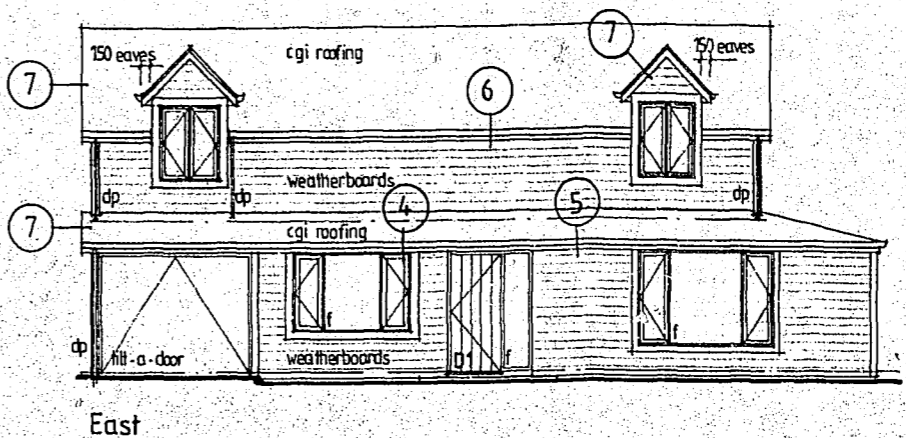 150 eaves
cgi roofing
7
150 eaves
7
6
dp
dp
weatherboards
dp
4
5
7
cgi roofing
dp
tilt-a-door
f
weatherboards
D1
f
f
East